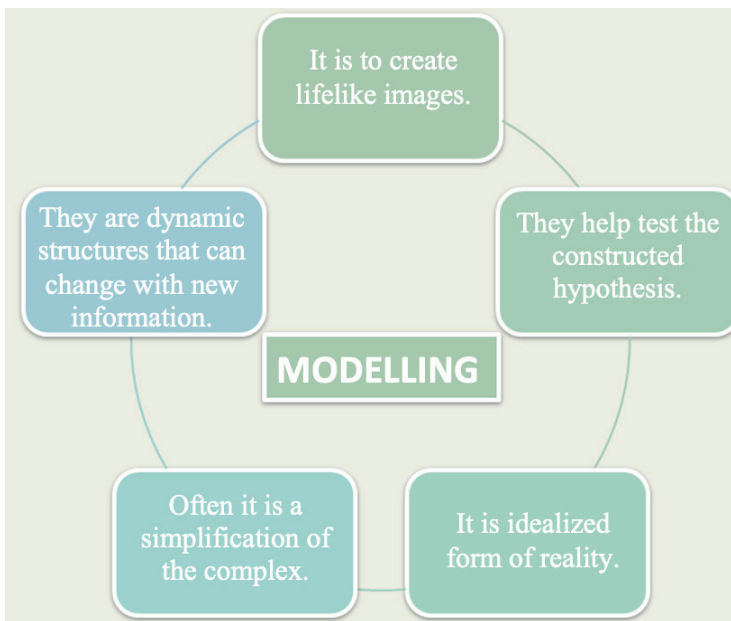 It is to create
lifelike images.
They help test the
constructed
hypothesis.
It is idealized
form of reality.
Often it is a
simplification of
the complex.
They are dynamic
structures that can
change with new
information.
MODELLING